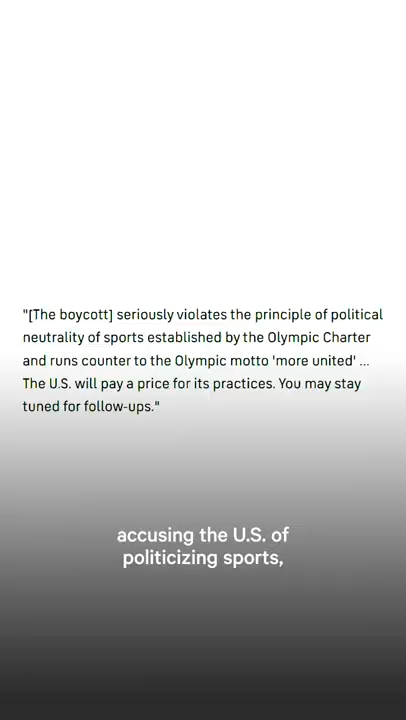 "[The boycott] seriously violates the principle of political
neutrality of sports established by the Olympic Charter
and runs counter to the Olympic motto 'more united' ...
The U.S. will pay a price for its practices. You may stay
tuned for follow-ups."
accusing the U.S. of
politicizing sports,